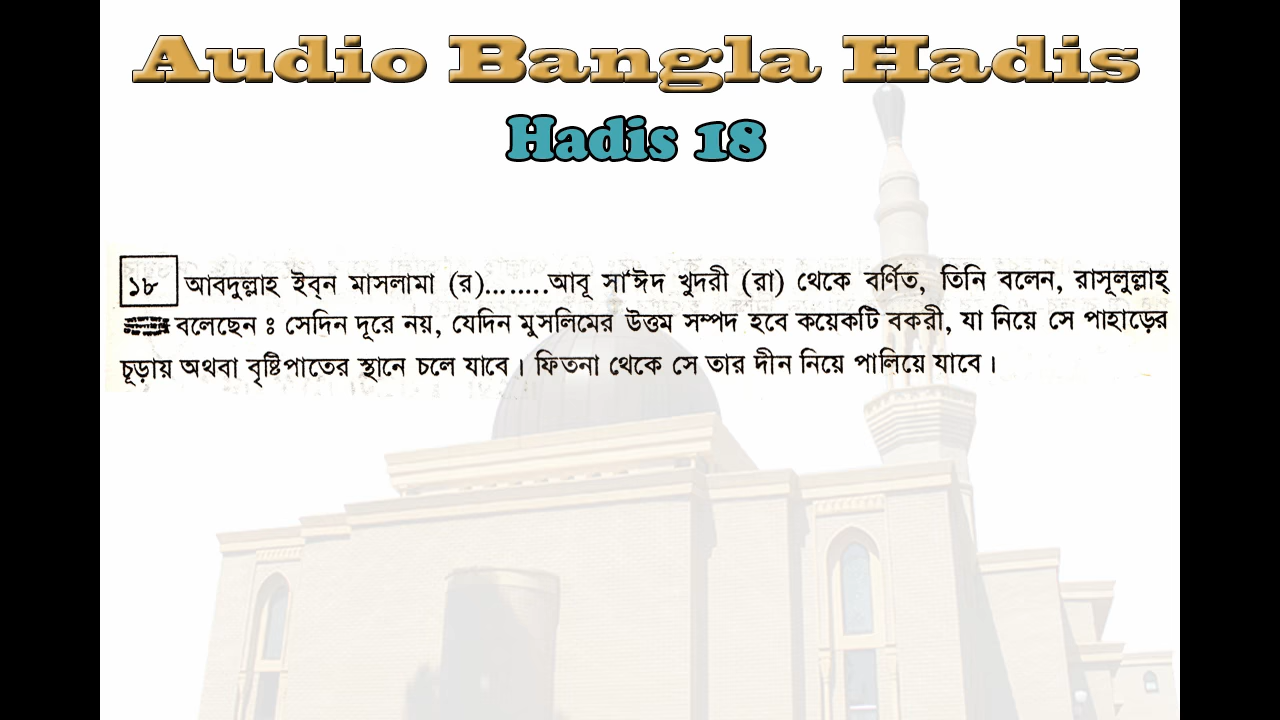 Audio Bangla Hadis
Hadis 18
১৮ আবদুল্লাহ ইব্‌ন মাসলামা (র)........আবূ সা‘ঈদ খুদরী (রা) থেকে বর্ণিত, তিনি বলেন, রাসূলুল্লাহ্
বলেছেন ঃ সেদিন দূরে নয়, যেদিন মুসলিমের উত্তম সম্পদ হবে কয়েকটি বকরী, যা নিয়ে সে পাহাড়ের
চূড়ায় অথবা বৃষ্টিপাতের স্থানে চলে যাবে। ফিতনা থেকে সে তার দীন নিয়ে পালিয়ে যাবে।